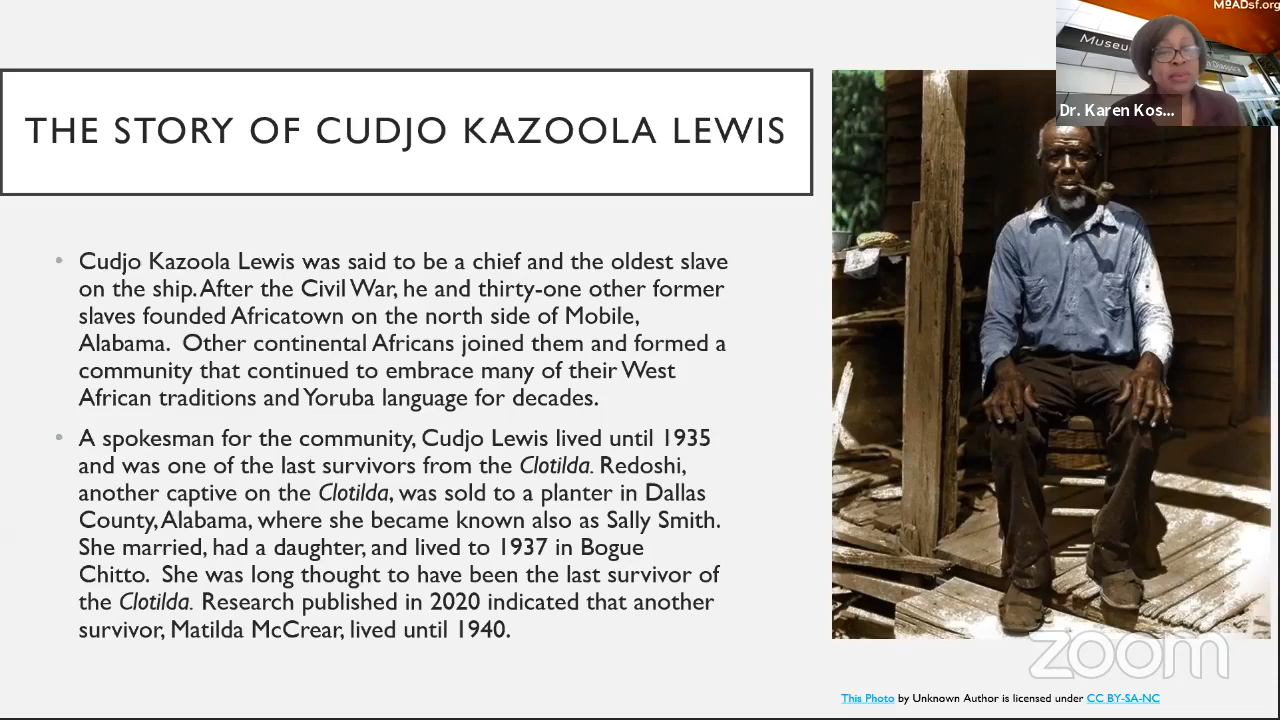 MoADsf.org
Museu
a Diaspora
Dr. Karen Kos...
THE STORY OF CUDJO KAZOOLA LEWIS
• Cudjo Kazoola Lewis was said to be a chief and the oldest slave
on the ship. After the Civil War, he and thirty-one other former
slaves founded Africatown on the north side of Mobile,
Alabama. Other continental Africans joined them and formed a
community that continued to embrace many of their West
African traditions and Yoruba language for decades.
• A spokesman for the community, Cudjo Lewis lived until 1935
and was one of the last survivors from the Clotilda. Redoshi,
another captive on the Clotilda, was sold to a planter in Dallas
County, Alabama, where she became known also as Sally Smith.
She married, had a daughter, and lived to 1937 in Bogue
Chitto. She was long thought to have been the last survivor of
the Clotilda. Research published in 2020 indicated that another
survivor, Matilda McCrear, lived until 1940.
zoom
This Photo by Unknown Author is licensed under CC BY-SA-NC